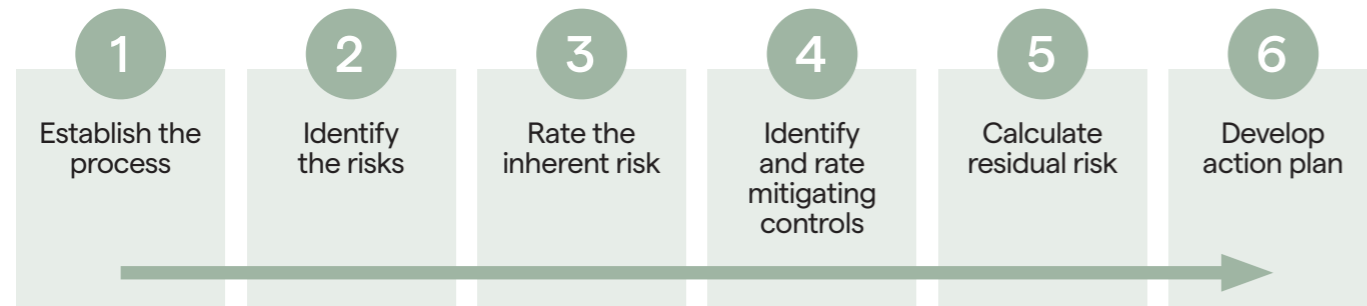 1
Establish the
process
2
Identify
the risks
3
Rate the
inherent risk
4
Identify
and rate
mitigating
controls
5
Calculate
residual risk
6
Develop
action plan